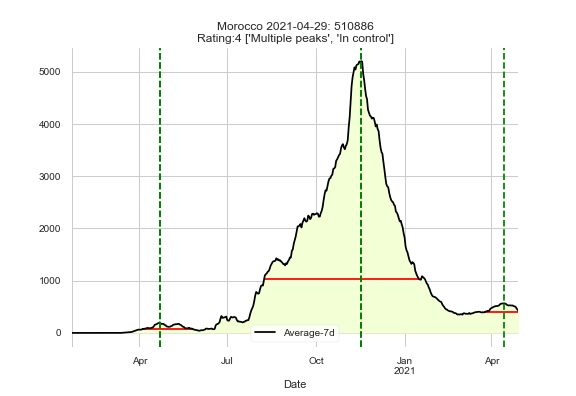 Morocco 2021-04-29: 510886
Rating:4 ['Multiple peaks', 'In control']
5000
4000
3000
2000
1000
0
Average-7d
Apr
Jul
Oct
Jan
2021
Apr
Date